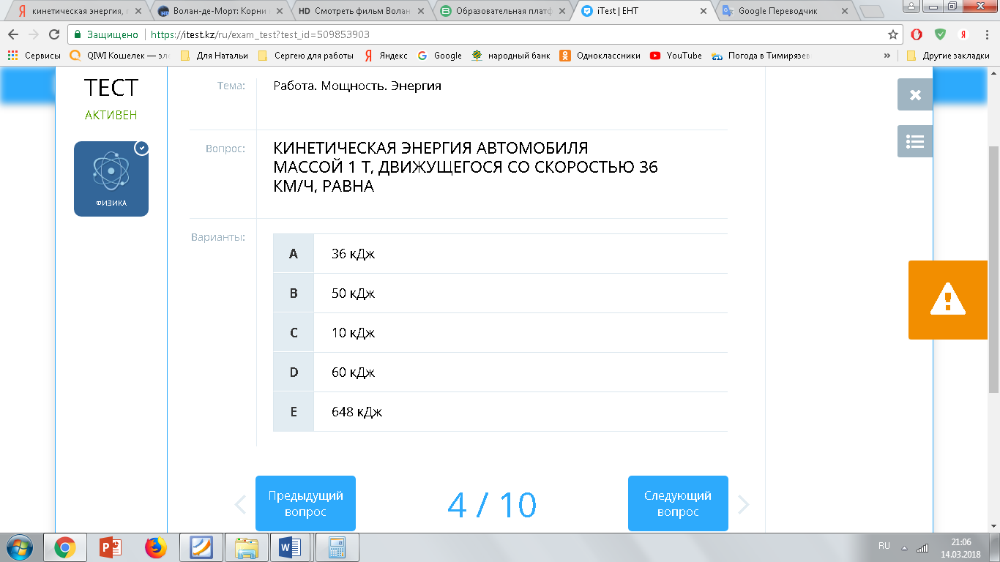 кинетическая энергия,
Волан-де-Морт: Корни
HD Смотреть фильм Волан
Образовательная платф
iTest | ЕНТ
Google Переводчик
Защищено https://itest.kz/ru/exam_test?test_id=509853903
Сервисы QIWI Кошелек — эле Для Натальи Сергею для работы Яндекс Google народный банк Одноклассники YouTube Погода в Тимирязев » Другие закладки
ТЕСТ
АКТИВЕН
ФИЗИКА
Тема: Работа. Мощность. Энергия
Вопрос: КИНЕТИЧЕСКАЯ ЭНЕРГИЯ АВТОМОБИЛЯ
МАССОЙ 1 Т, ДВИЖУЩЕГОСЯ СО СКОРОСТЬЮ 36
КМ/Ч, РАВНА
Варианты:
A 36 кДж
B 50 кДж
C 10 кДж
D 60 кДж
E 648 кДж
Предыдущий
вопрос
4 / 10
Следующий
вопрос
RU
21:06
14.03.2018